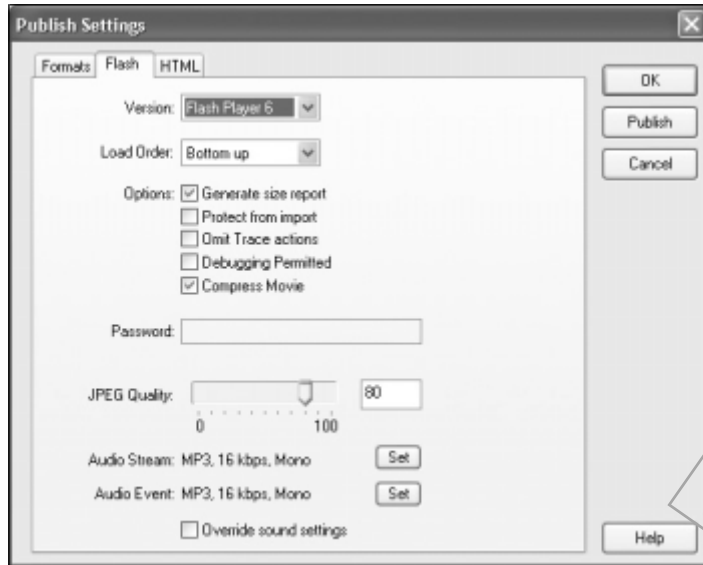 Publish Settings
Formats Flash HTML
OK
Publish
Cancel
Version: Flash Player 6
Load Order: Bottom up
Options: Generate size report
Protect from import
Omit Trace actions
Debugging Permitted
Compress Movie
Password:
JPEG Quality: 80
0 100
Audio Stream: MP3, 16 kbps, Mono Set
Audio Event: MP3, 16 kbps, Mono Set
Override sound settings
Help